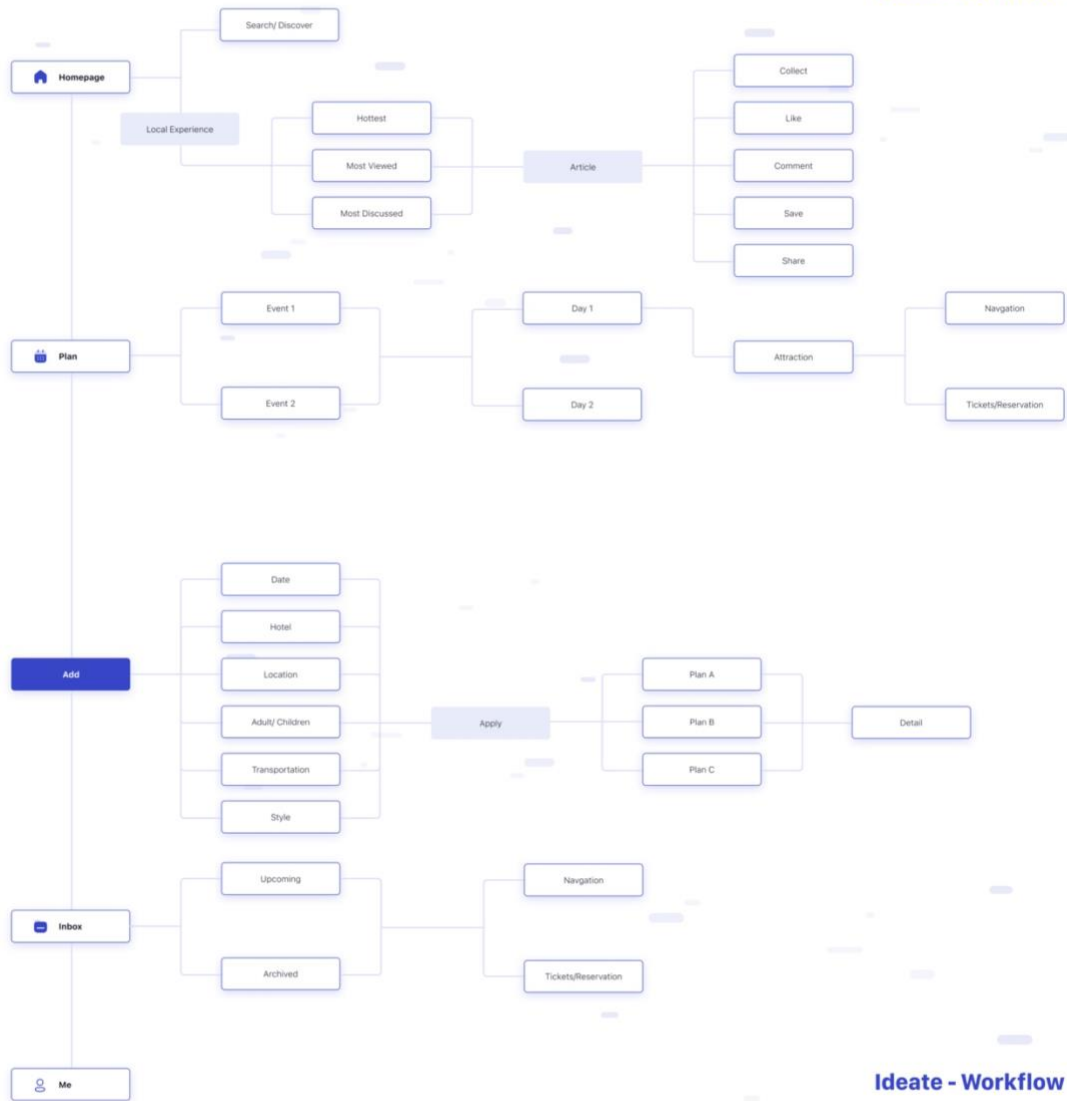 Search/ Discover
Homepage
Local Experience
Hottest
Most Viewed
Most Discussed
Article
Collect
Like
Comment
Save
Share
Plan
Event 1
Event 2
Day 1
Day 2
Attraction
Navgation
Tickets/Reservation
Add
Date
Hotel
Location
Adult/ Children
Transportation
Style
Apply
Plan A
Plan B
Plan C
Detail
Inbox
Upcoming
Archived
Navgation
Tickets/Reservation
Me
Ideate - Workflow